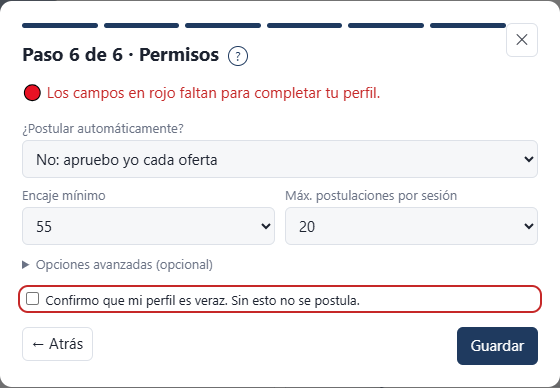 Paso 6 de 6 · Permisos ?
Los campos en rojo faltan para completar tu perfil.
¿Postular automáticamente?
No: apruebo yo cada oferta
Encaje mínimo
Máx. postulaciones por sesión
55
20
Opciones avanzadas (opcional)
Confirmo que mi perfil es veraz. Sin esto no se postula.
← Atrás
Guardar